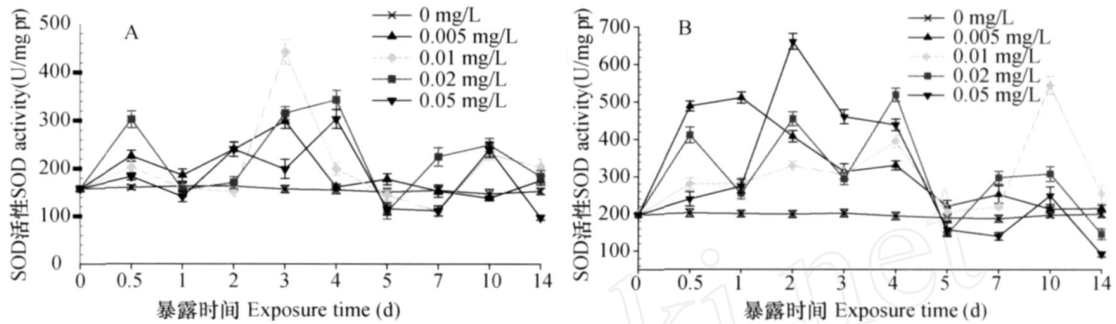 A
SOD活性SOD activity(U/mg pr)
500
400
300
200
100
0
0 mg/L
0.005 mg/L
0.01 mg/L
0.02 mg/L
0.05 mg/L
0 0.5 1 2 3 4 5 7 10 14
暴露时间 Exposure time (d)
B
SOD活性SOD activity(U/mg pr)
700
600
500
400
300
200
100
0 mg/L
0.005 mg/L
0.01 mg/L
0.02 mg/L
0.05 mg/L
0 0.5 1 2 3 4 5 7 10 14
暴露时间 Exposure time (d)
ki.net